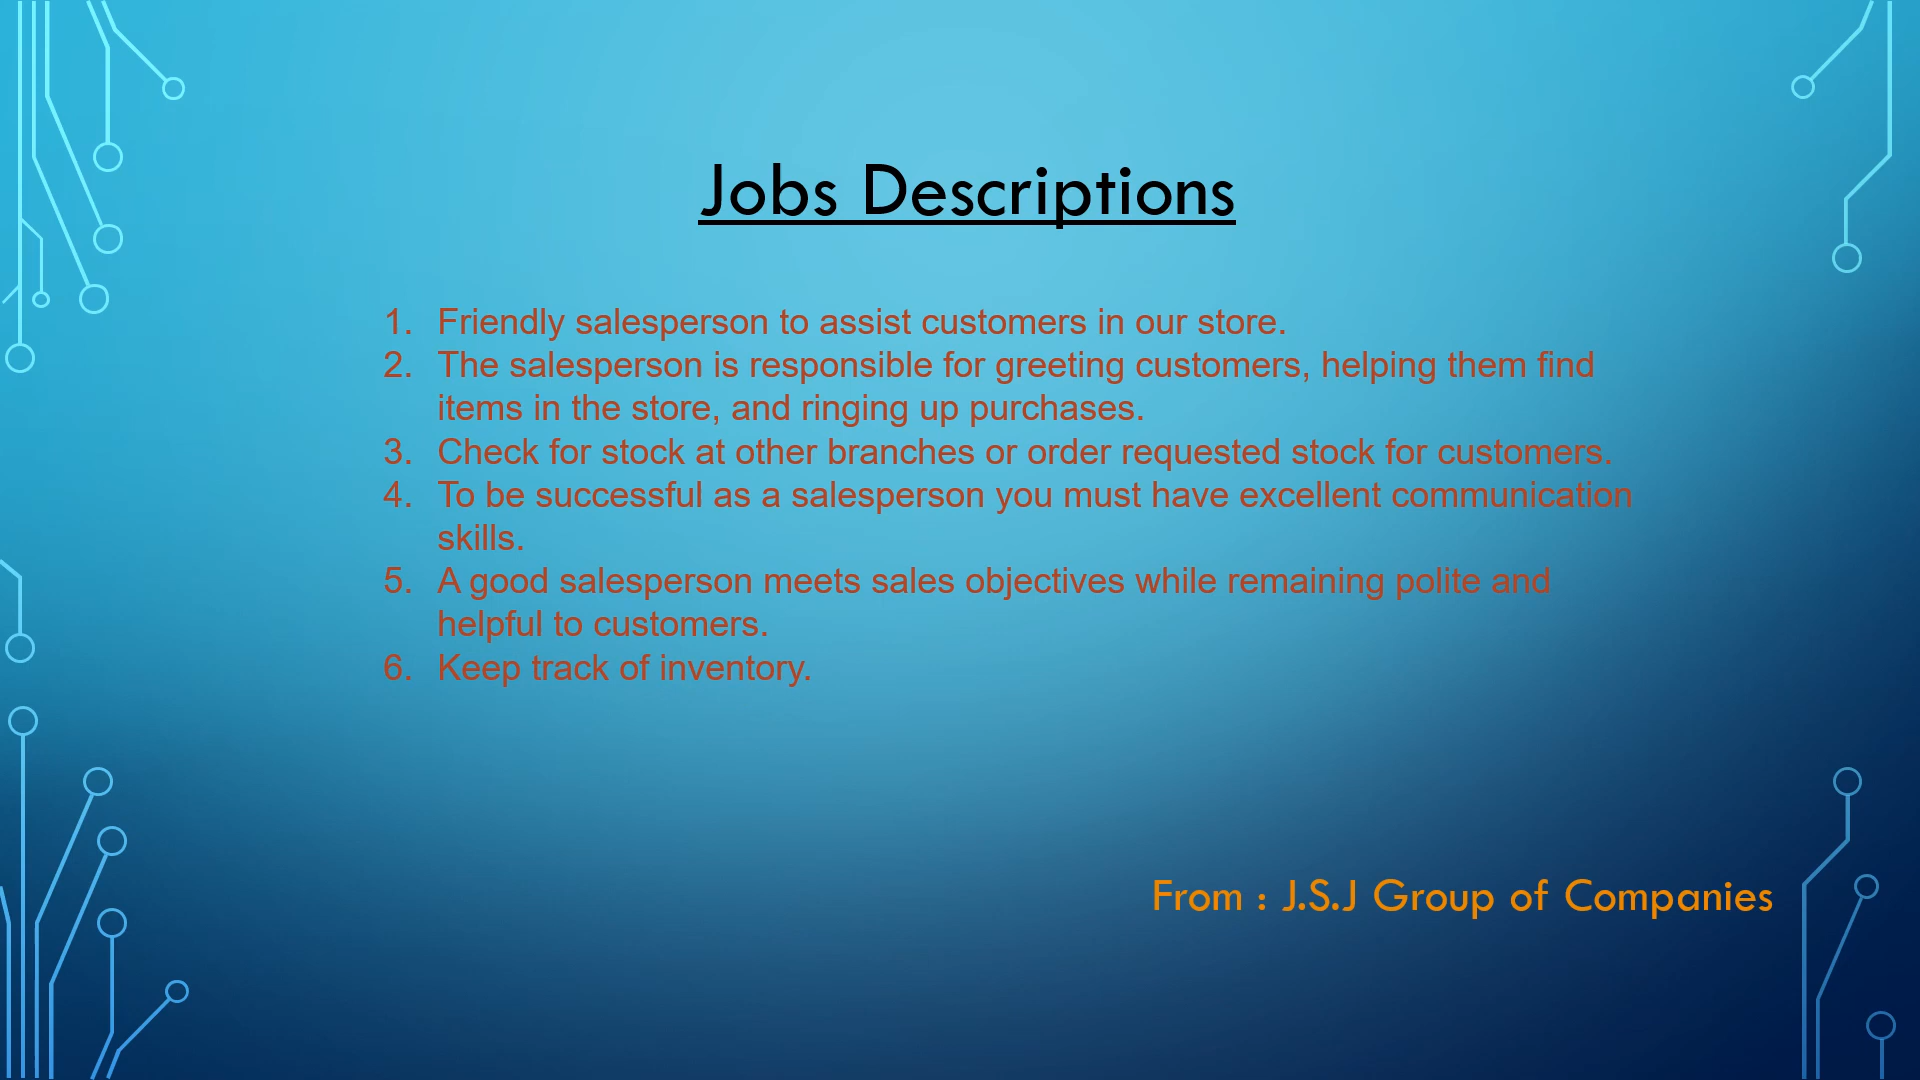 Jobs Descriptions
1. Friendly salesperson to assist customers in our store.
2. The salesperson is responsible for greeting customers, helping them find
items in the store, and ringing up purchases.
3. Check for stock at other branches or order requested stock for customers.
4. To be successful as a salesperson you must have excellent communication
skills.
5. A good salesperson meets sales objectives while remaining polite and
helpful to customers.
6. Keep track of inventory.
From : J.S.J Group of Companies